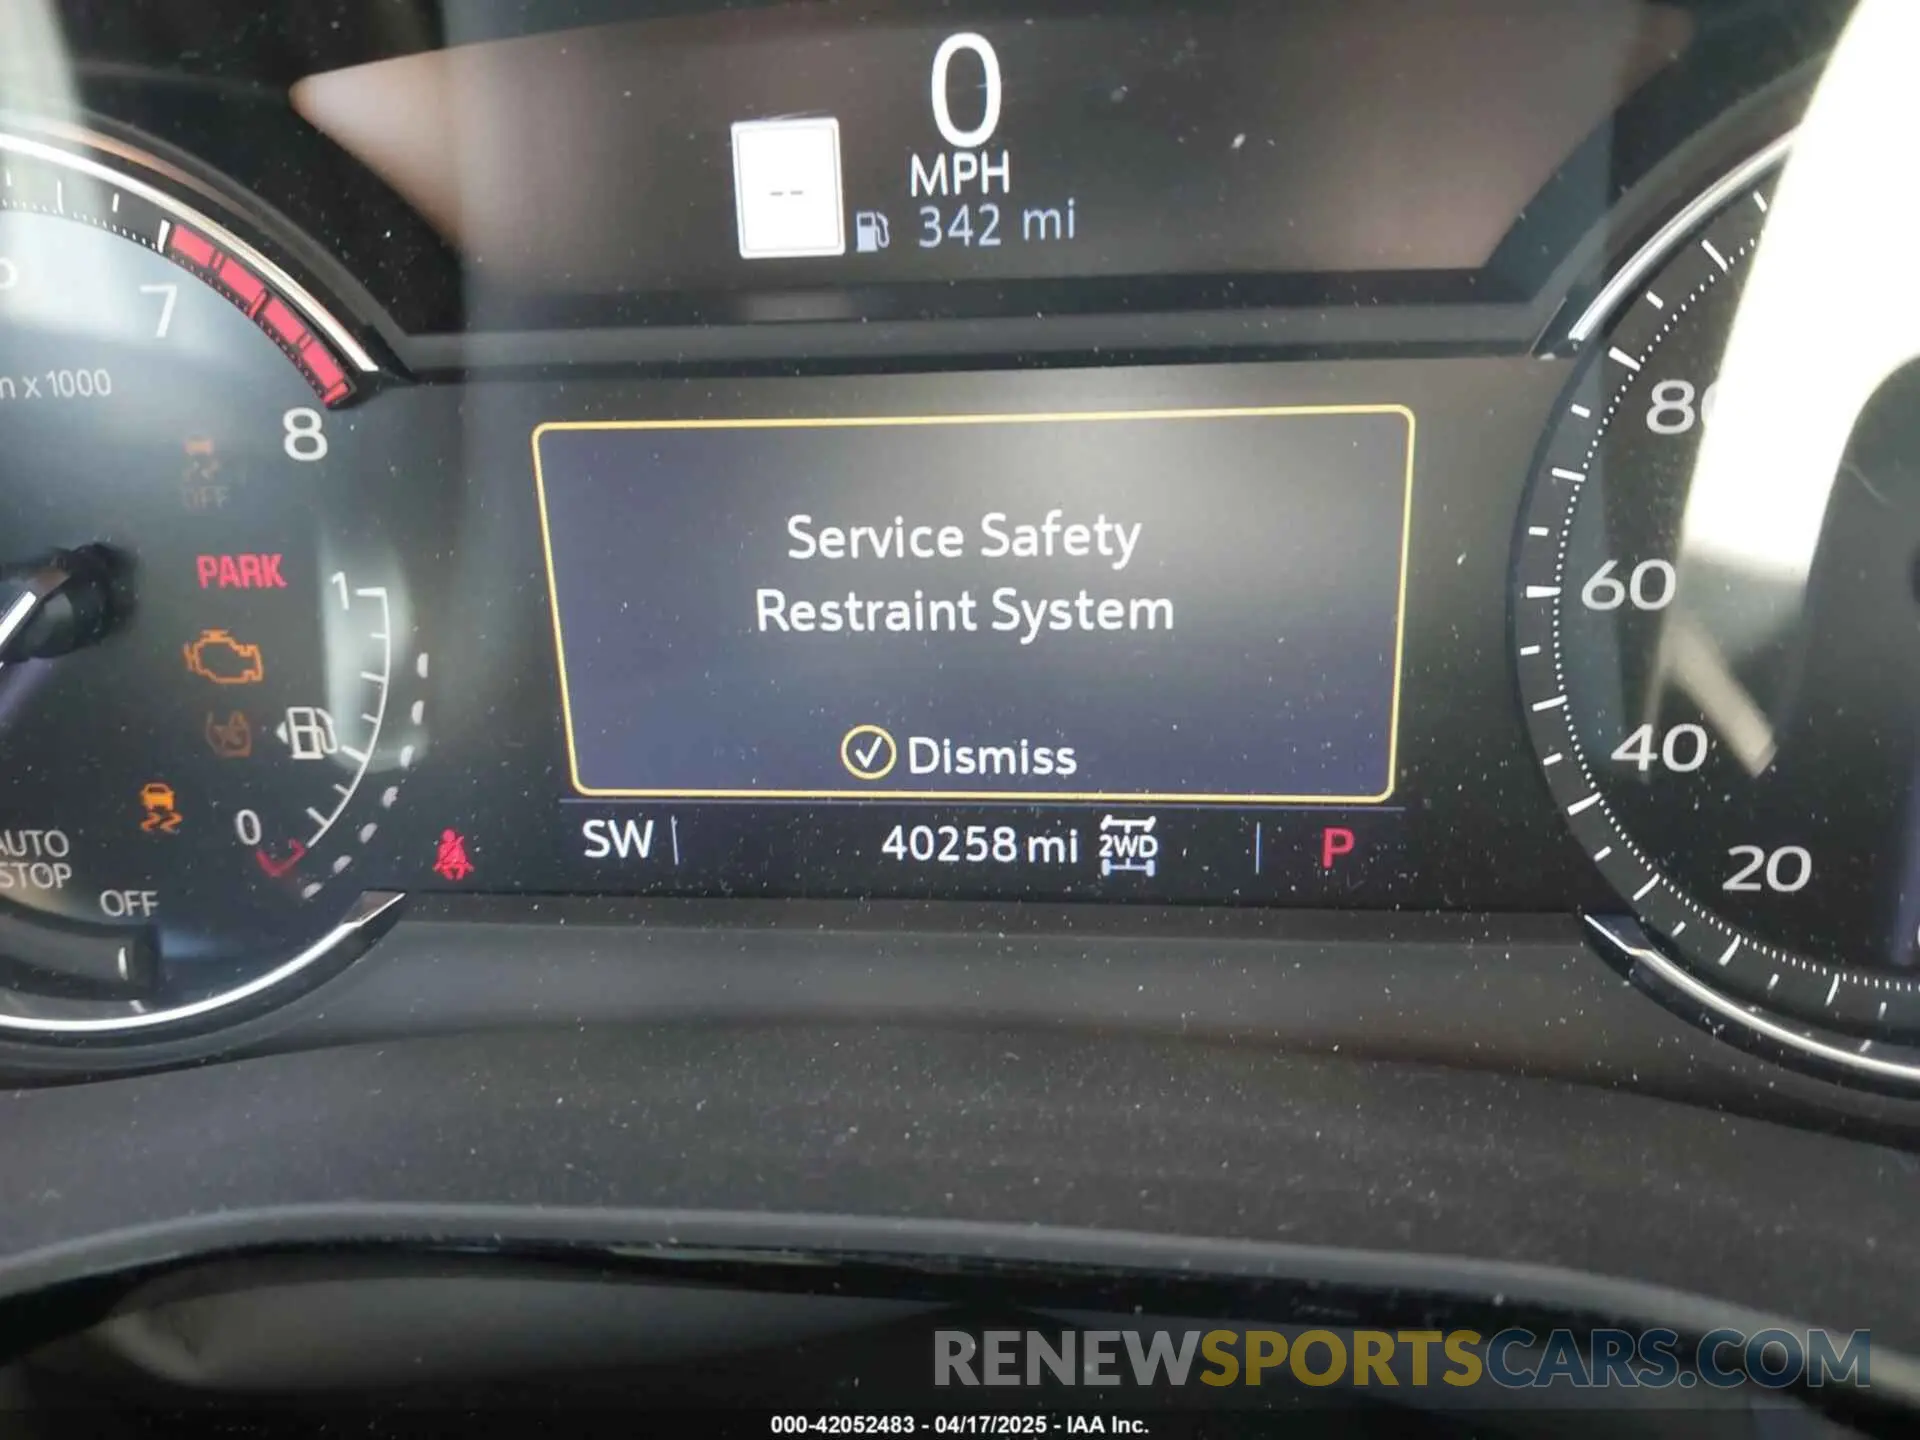 0
MPH
--
342 mi
7
x 1000
8
OFF
PARK
1
0
AUTO
STOP
OFF
Service Safety
Restraint System
Dismiss
SW
40258 mi
2WD
P
80
60
40
20
RENEWSPORTSCARS.COM
000-42052483 - 04/17/2025 - IAA Inc.